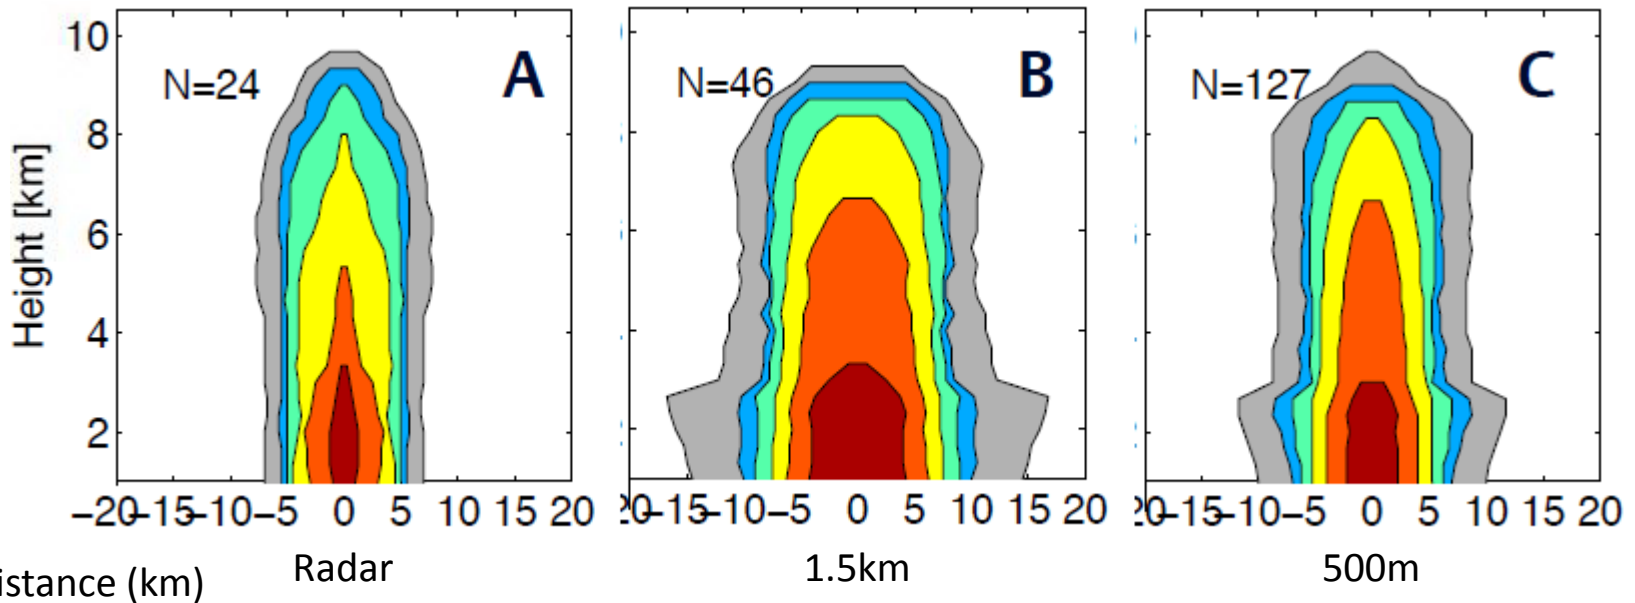 Height [km]
10
8
6
4
2
N=24
A
−20 −15 −10 −5 0 5 10 15 20
Radar
N=46
B
20 −15 −10 −5 0 5 10 15 20
1.5km
N=127
C
20 −15 −10 −5 0 5 10 15 20
500m
istance (km)